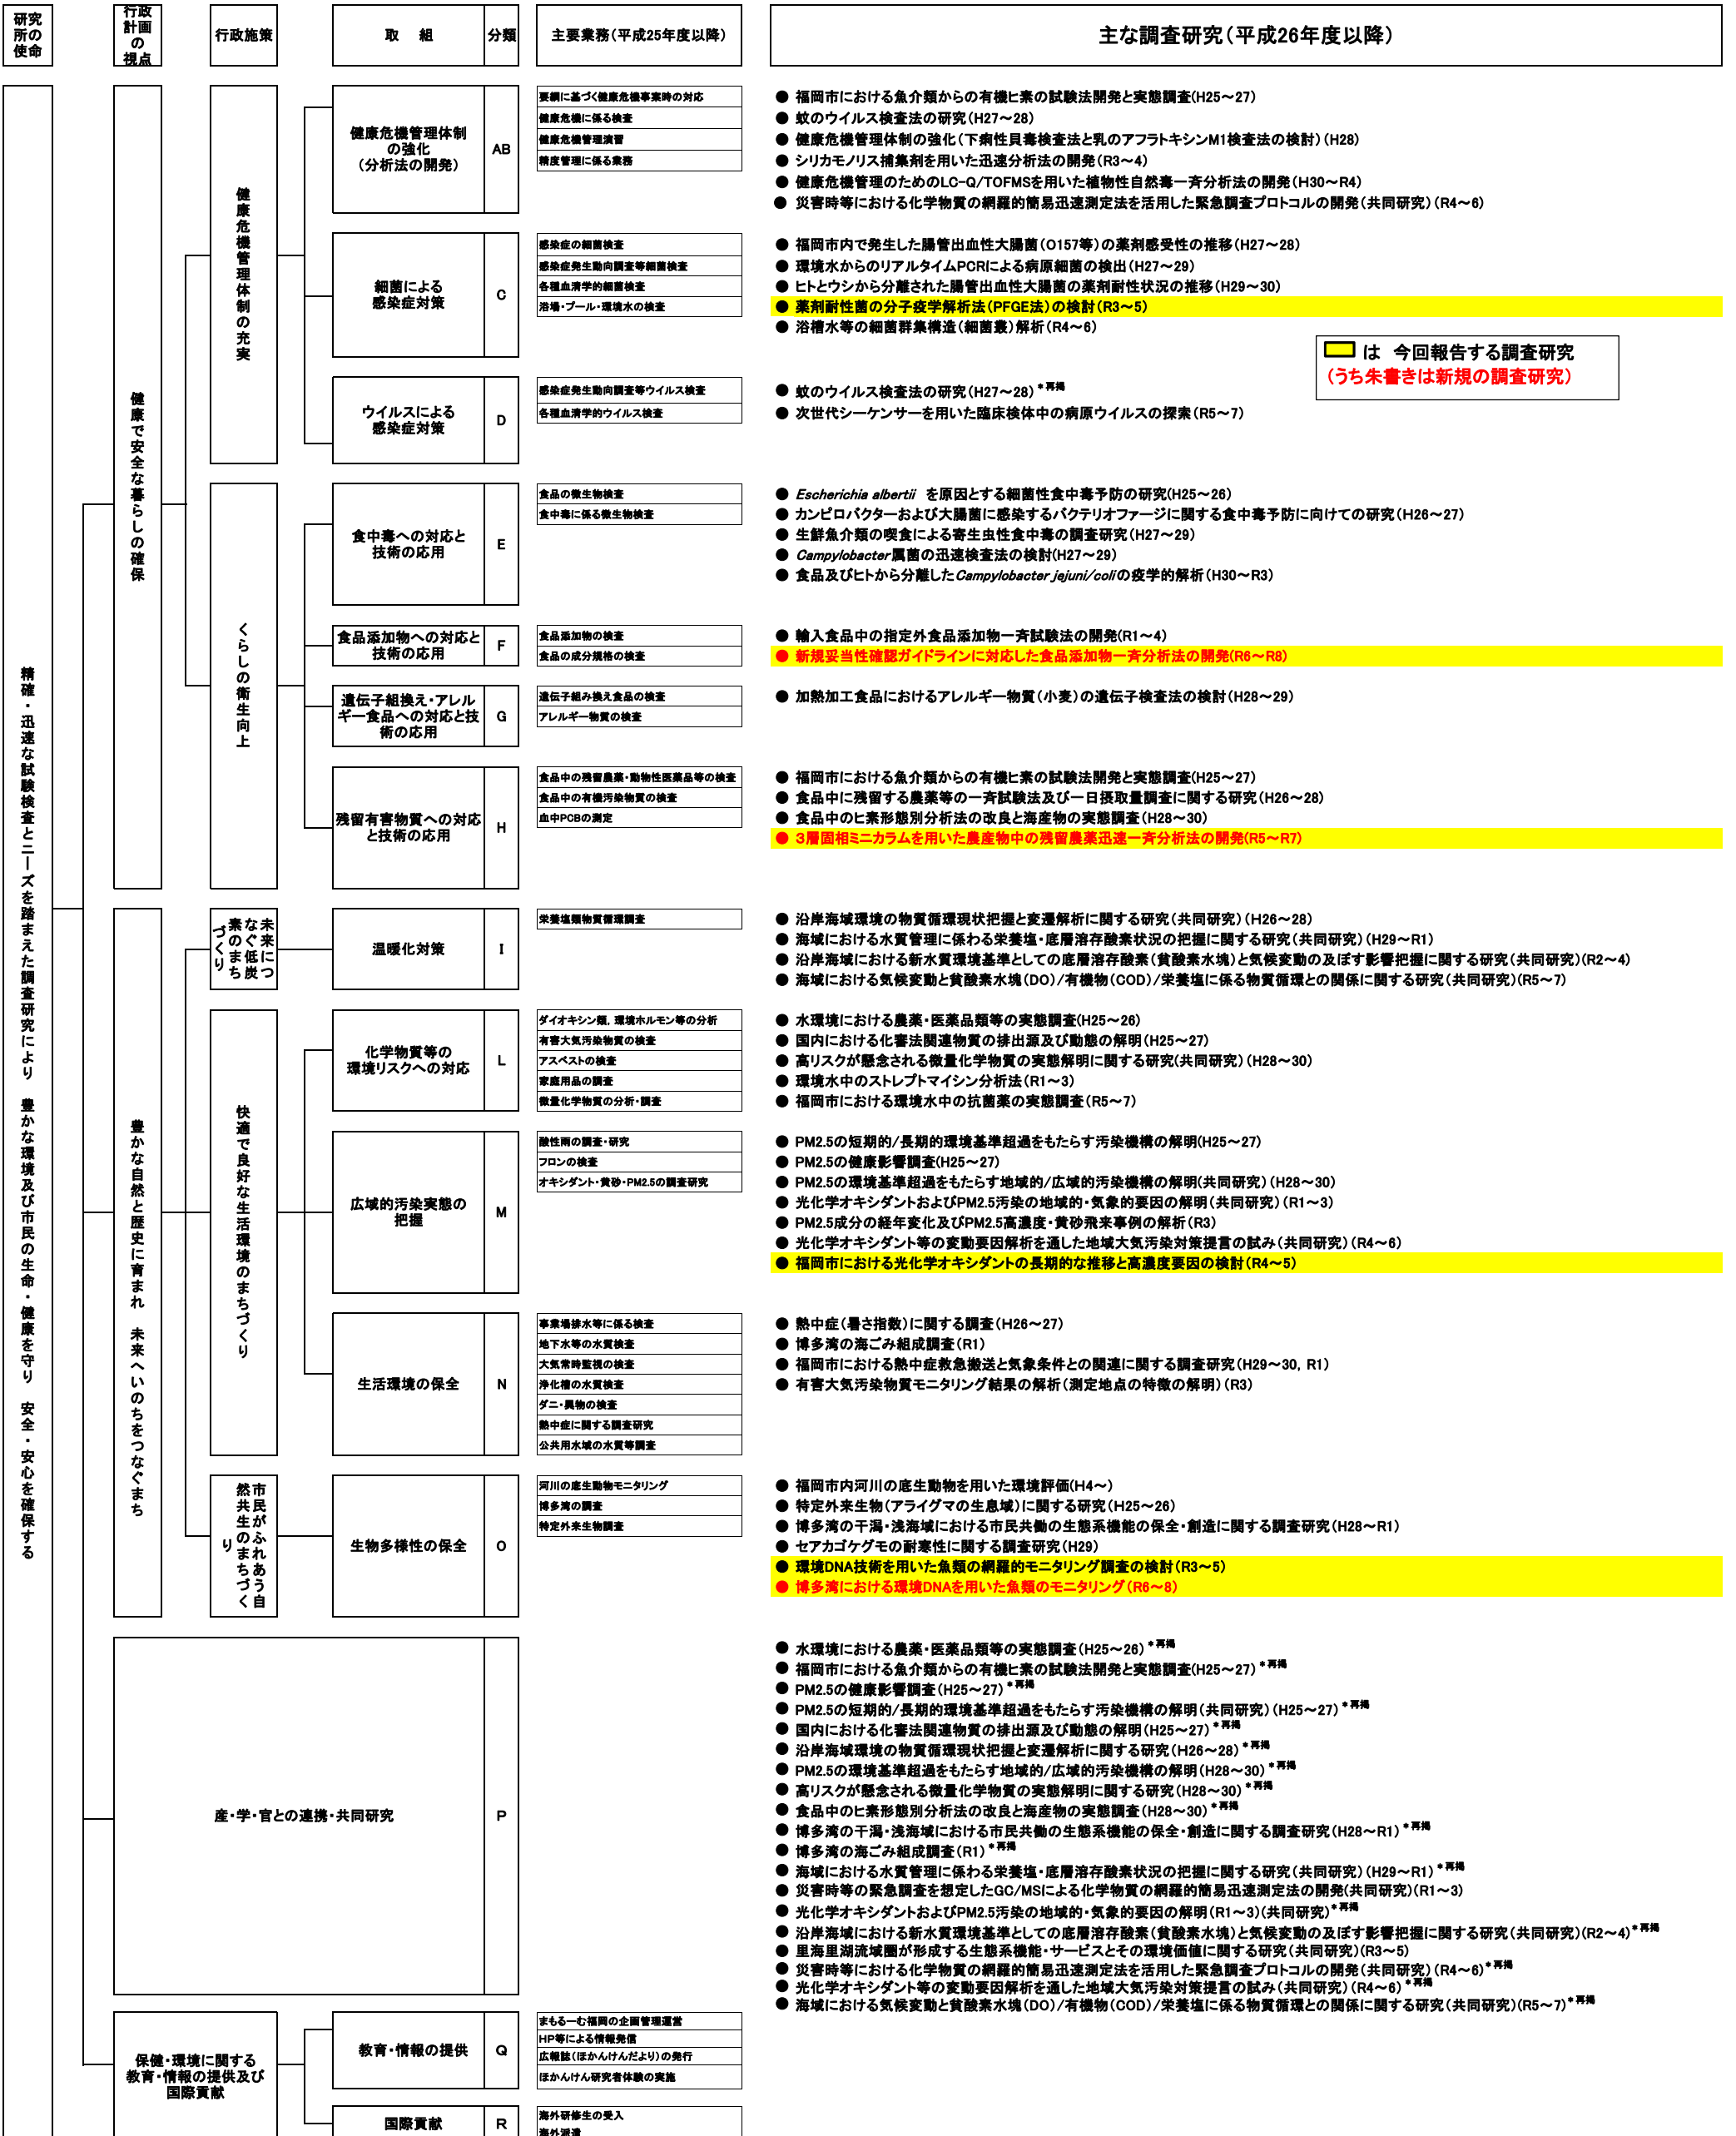 研究
所の
使命
行政
計画
の
視点
行政施策
取　組
分類
主要業務（平成25年度以降）
主な調査研究（平成26年度以降）
精確・迅速な試験検査とニーズを踏まえた調査研究により　豊かな環境及び市民の生命・健康を守り　安全・安心を確保する
健康で安全な暮らしの確保
健康危機管理体制の充実
健康危機管理体制
の強化
（分析法の開発）
AB
要綱に基づく健康危機事案時の対応
健康危機に係る検査
健康危機管理演習
精度管理に係る業務
● 福岡市における魚介類からの有機ヒ素の試験法開発と実態調査(H25～27)
● 蚊のウイルス検査法の研究(H27～28)
● 健康危機管理体制の強化（下痢性貝毒検査法と乳のアフラトキシンM1検査法の検討）（H28）
● シリカモノリス捕集剤を用いた迅速分析法の開発（R3～4）
● 健康危機管理のためのLC-Q/TOFMSを用いた植物性自然毒一斉分析法の開発（H30～R4）
● 災害時等における化学物質の網羅的簡易迅速測定法を活用した緊急調査プロトコルの開発（共同研究）（R4～6）
細菌による
感染症対策
C
感染症の細菌検査
感染症発生動向調査等細菌検査
各種血清学的細菌検査
浴場・プール・環境水の検査
● 福岡市内で発生した腸管出血性大腸菌（O157等）の薬剤感受性の推移（H27～28）
● 環境水からのリアルタイムPCRによる病原細菌の検出（H27～29）
● ヒトとウシから分離された腸管出血性大腸菌の薬剤耐性状況の推移（H29～30）
● 薬剤耐性菌の分子疫学解析法（PFGE法）の検討（R3～5）
● 浴槽水等の細菌群集構造（細菌叢）解析（R4～6）
は　今回報告する調査研究
（うち朱書きは新規の調査研究）
ウイルスによる
感染症対策
D
感染症発生動向調査等ウイルス検査
各種血清学的ウイルス検査
● 蚊のウイルス検査法の研究（H27～28）＊再掲
● 次世代シーケンサーを用いた臨床検体中の病原ウイルスの探索（R5～7）
くらしの衛生向上
食中毒への対応と
技術の応用
E
食品の微生物検査
食中毒に係る微生物検査
● Escherichia albertii　を原因とする細菌性食中毒予防の研究(H25～26)
● カンピロバクターおよび大腸菌に感染するバクテリオファージに関する食中毒予防に向けての研究（H26～27）
● 生鮮魚介類の喫食による寄生虫性食中毒の調査研究（H27～29）
● Campylobacter属菌の迅速検査法の検討(H27～29)
● 食品及びヒトから分離したCampylobacter jejuni/coliの疫学的解析（H30～R3）
食品添加物への対応と
技術の応用
F
食品添加物の検査
食品の成分規格の検査
● 輸入食品中の指定外食品添加物一斉試験法の開発(R1～4)
● 新規妥当性確認ガイドラインに対応した食品添加物一斉分析法の開発(R6～R8)
遺伝子組換え・アレル
ギー食品への対応と技
術の応用
G
遺伝子組み換え食品の検査
アレルギー物質の検査
● 加熱加工食品におけるアレルギー物質（小麦）の遺伝子検査法の検討（H28～29）
残留有害物質への対応
と技術の応用
H
食品中の残留農薬・動物性医薬品等の検査
食品中の有機汚染物質の検査
血中PCBの測定
● 福岡市における魚介類からの有機ヒ素の試験法開発と実態調査(H25～27)
● 食品中に残留する農薬等の一斉試験法及び一日摂取量調査に関する研究（H26～28）
● 食品中のヒ素形態別分析法の改良と海産物の実態調査（H28～30）
● ３層固相ミニカラムを用いた農産物中の残留農薬迅速一斉分析法の開発(R5～R7)
豊かな自然と歴史に育まれ　未来へいのちをつなぐまち
未来につ
なぐ低炭
素のまち
づくり
温暖化対策
I
栄養塩類物質循環調査
● 沿岸海域環境の物質循環現状把握と変遷解析に関する研究（共同研究）（H26～28）
● 海域における水質管理に係わる栄養塩・底層溶存酸素状況の把握に関する研究（共同研究）（H29～R1）
● 沿岸海域における新水質環境基準としての底層溶存酸素（貧酸素水塊）と気候変動の及ぼす影響把握に関する研究（共同研究）（R2～4）
● 海域における気候変動と貧酸素水塊（DO）/有機物（COD）/栄養塩に係る物質循環との関係に関する研究（共同研究）（R5～7）
快適で良好な生活環境のまちづくり
化学物質等の
環境リスクへの対応
L
ダイオキシン類，環境ホルモン等の分析
有害大気汚染物質の検査
アスベストの検査
家庭用品の調査
微量化学物質の分析・調査
● 水環境における農薬・医薬品類等の実態調査(H25～26)
● 国内における化審法関連物質の排出源及び動態の解明（H25～27）
● 高リスクが懸念される微量化学物質の実態解明に関する研究(共同研究）（H28～30）
● 環境水中のストレプトマイシン分析法（R1～3）
● 福岡市における環境水中の抗菌薬の実態調査（R5～7）
広域的汚染実態の
把握
M
酸性雨の調査・研究
フロンの検査
オキシダント・黄砂・PM2.5の調査研究
● PM2.5の短期的/長期的環境基準超過をもたらす汚染機構の解明(H25～27)
● PM2.5の健康影響調査(H25～27)
● PM2.5の環境基準超過をもたらす地域的/広域的汚染機構の解明(共同研究）（H28～30）
● 光化学オキシダントおよびPM2.5汚染の地域的・気象的要因の解明（共同研究）（R1～3）
● PM2.5成分の経年変化及びPM2.5高濃度・黄砂飛来事例の解析（R3）
● 光化学オキシダント等の変動要因解析を通した地域大気汚染対策提言の試み（共同研究）（R4～6）
● 福岡市における光化学オキシダントの長期的な推移と高濃度要因の検討（R4～5）
生活環境の保全
N
事業場排水等に係る検査
地下水等の水質検査
大気常時監視の検査
浄化槽の水質検査
ダニ・異物の検査
熱中症に関する調査研究
公共用水域の水質等調査
● 熱中症（暑さ指数）に関する調査（H26～27）
● 博多湾の海ごみ組成調査（R1）
● 福岡市における熱中症救急搬送と気象条件との関連に関する調査研究（H29～30，R1）
● 有害大気汚染物質モニタリング結果の解析（測定地点の特徴の解明）（R3）
市民がふれあう自
然共生のまちづく
り
生物多様性の保全
O
河川の底生動物モニタリング
博多湾の調査
特定外来生物調査
● 福岡市内河川の底生動物を用いた環境評価(H4～)
● 特定外来生物（アライグマの生息域）に関する研究（H25～26）
● 博多湾の干潟・浅海域における市民共働の生態系機能の保全・創造に関する調査研究（H28～R1）
● セアカゴケグモの耐寒性に関する調査研究（H29）
● 環境DNA技術を用いた魚類の網羅的モニタリング調査の検討（R3～5）
● 博多湾における環境DNAを用いた魚類のモニタリング（R6～8）
産・学・官との連携・共同研究
P
● 水環境における農薬・医薬品類等の実態調査（H25～26）＊再掲
● 福岡市における魚介類からの有機ヒ素の試験法開発と実態調査(H25～27)＊再掲
● PM2.5の健康影響調査（H25～27）＊再掲
● PM2.5の短期的/長期的環境基準超過をもたらす汚染機構の解明（共同研究）（H25～27）＊再掲
● 国内における化審法関連物質の排出源及び動態の解明（H25～27）＊再掲
● 沿岸海域環境の物質循環現状把握と変遷解析に関する研究（H26～28）＊再掲
● PM2.5の環境基準超過をもたらす地域的/広域的汚染機構の解明（H28～30）＊再掲
● 高リスクが懸念される微量化学物質の実態解明に関する研究（H28～30）＊再掲
● 食品中のヒ素形態別分析法の改良と海産物の実態調査（H28～30）＊再掲
● 博多湾の干潟・浅海域における市民共働の生態系機能の保全・創造に関する調査研究（H28～R1）＊再掲
● 博多湾の海ごみ組成調査（R1）＊再掲
● 海域における水質管理に係わる栄養塩・底層溶存酸素状況の把握に関する研究（共同研究）（H29～R1）＊再掲
● 災害時等の緊急調査を想定したGC/MSによる化学物質の網羅的簡易迅速測定法の開発(共同研究)（R1～3）
● 光化学オキシダントおよびPM2.5汚染の地域的・気象的要因の解明（R1～3）（共同研究）＊再掲
● 沿岸海域における新水質環境基準としての底層溶存酸素（貧酸素水塊）と気候変動の及ぼす影響把握に関する研究（共同研究）（R2～4）＊再掲
● 里海里湖流域圏が形成する生態系機能・サービスとその環境価値に関する研究（共同研究）（R3～5）
● 災害時等における化学物質の網羅的簡易迅速測定法を活用した緊急調査プロトコルの開発（共同研究）（R4～6）＊再掲
● 光化学オキシダント等の変動要因解析を通した地域大気汚染対策提言の試み（共同研究）（R4～6）＊再掲
● 海域における気候変動と貧酸素水塊（DO）/有機物（COD）/栄養塩に係る物質循環との関係に関する研究（共同研究）（R5～7）＊再掲
保健・環境に関する
教育・情報の提供及び
国際貢献
教育・情報の提供
Q
まもるーむ福岡の企画管理運営
HP等による情報発信
広報誌（ほかんけんだより）の発行
ほかんけん研究者体験の実施
国際貢献
R
海外研修生の受入
海外派遣